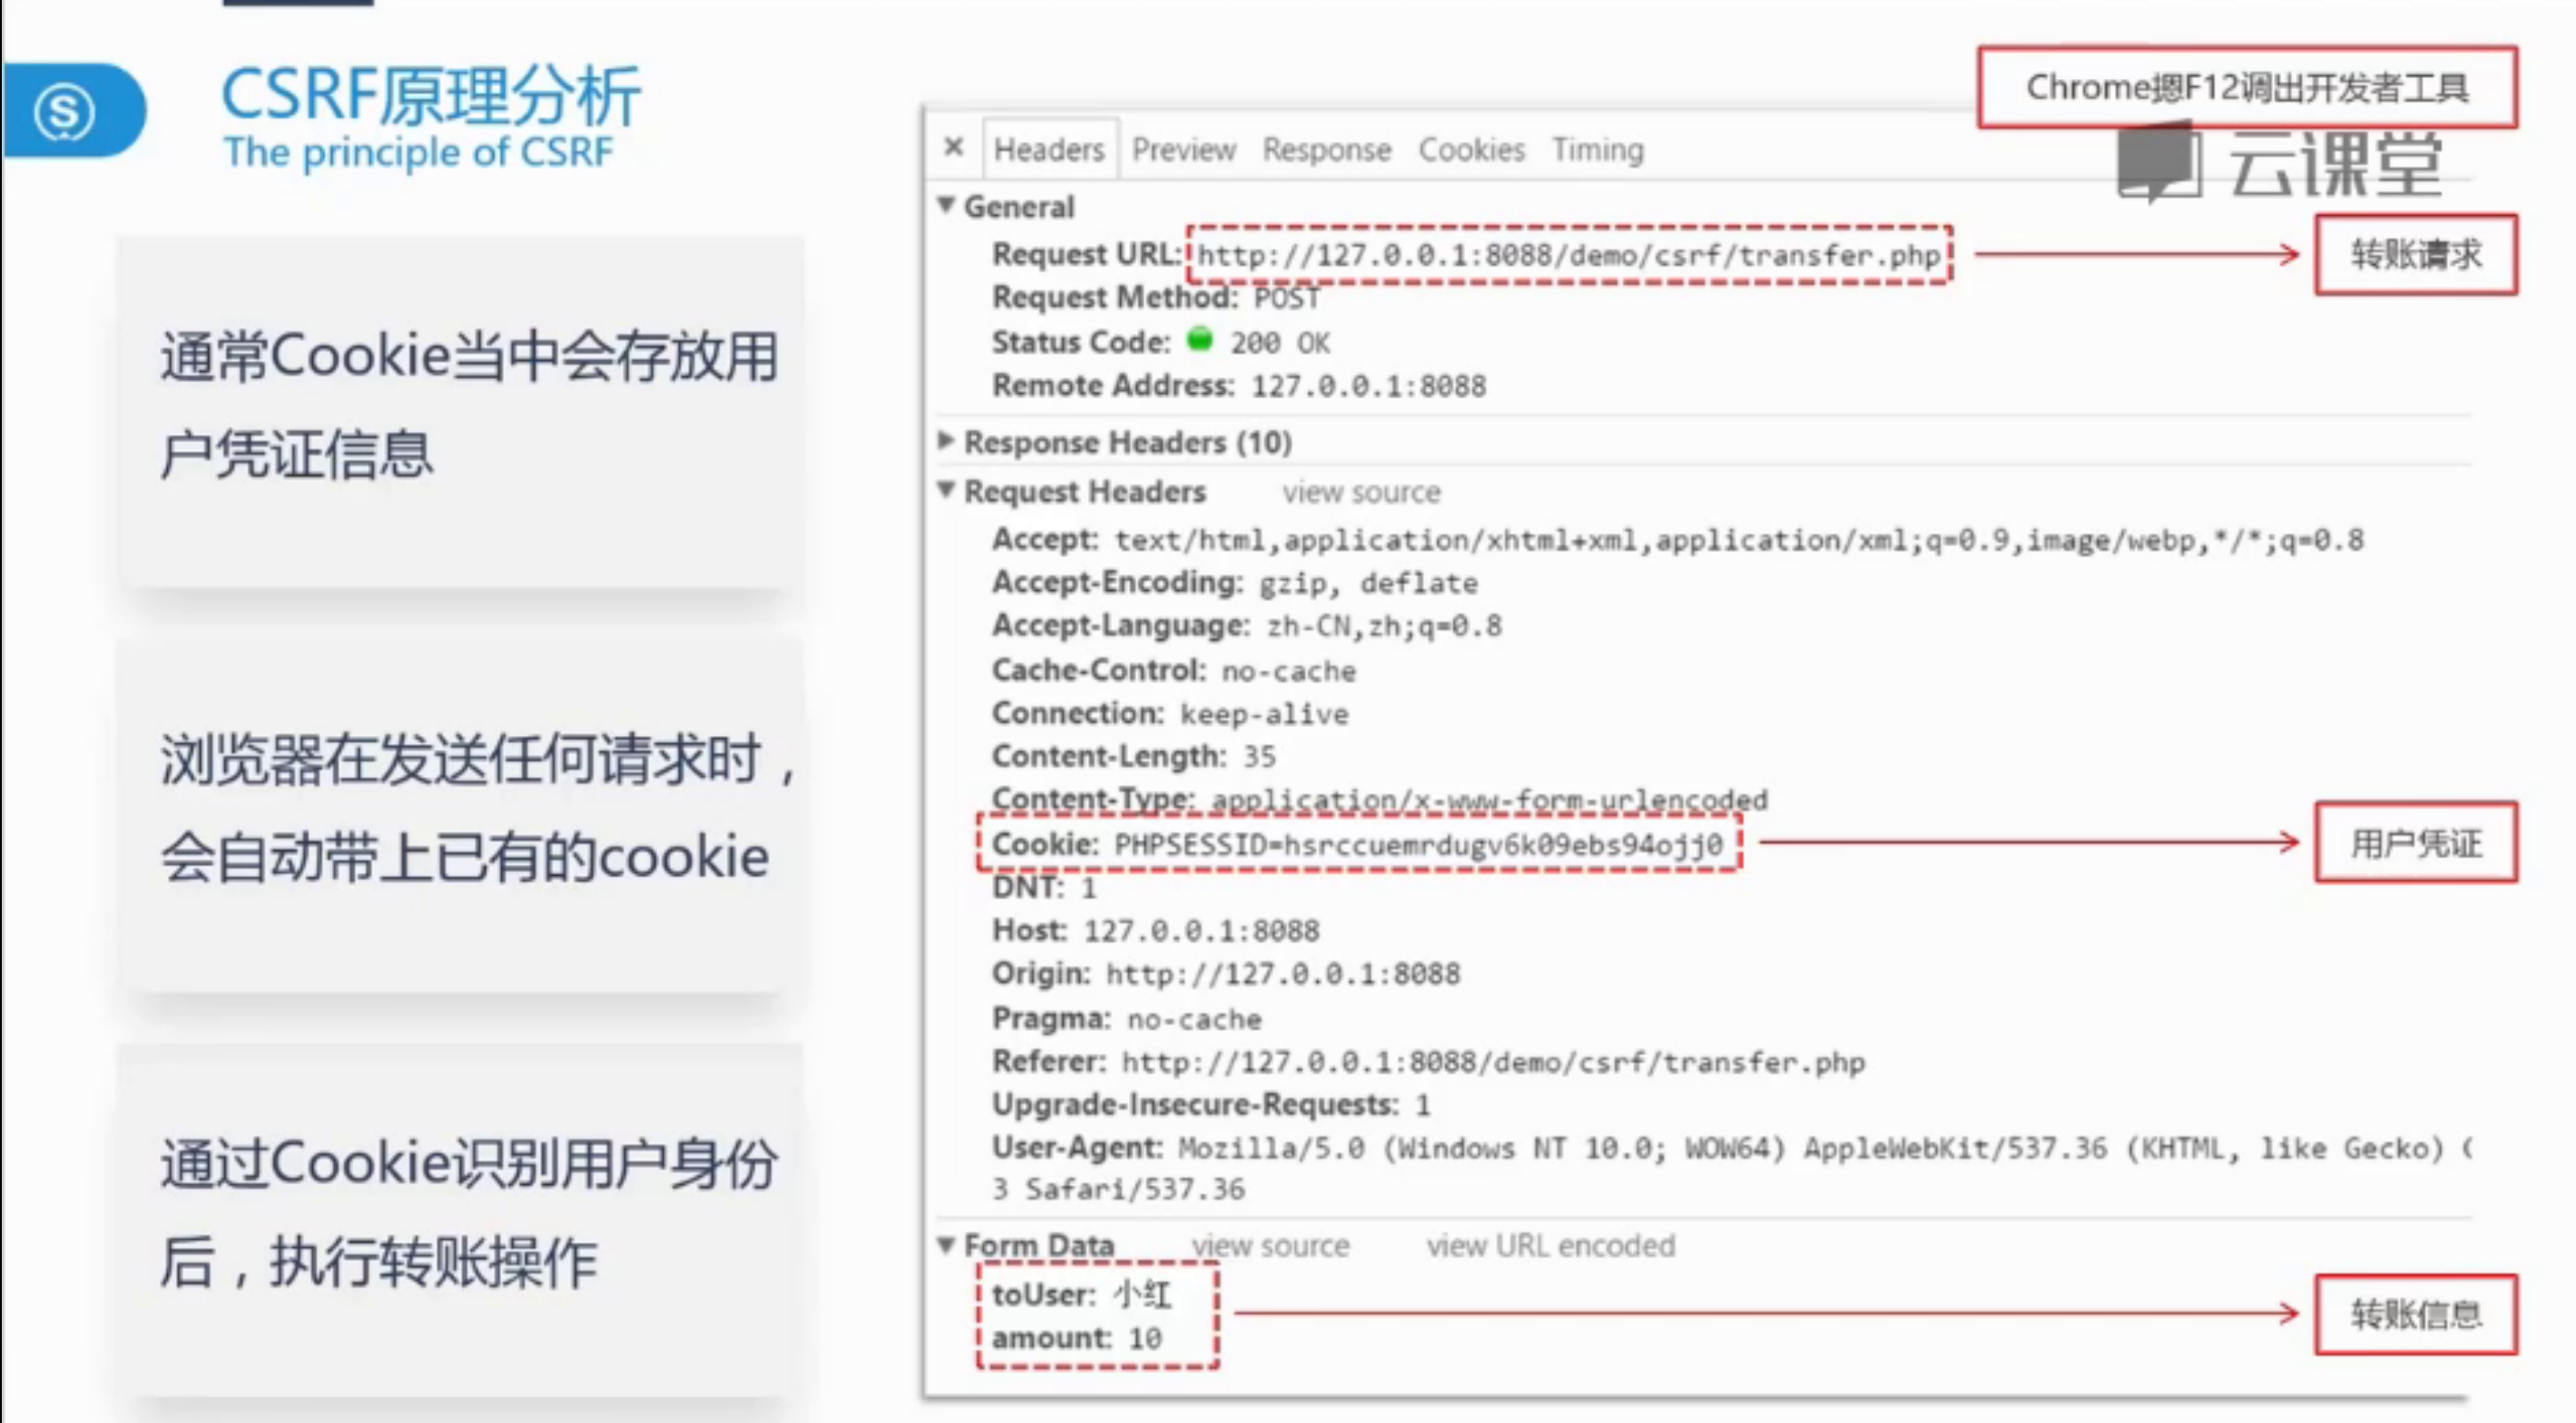 CSRF原理分析
The principle of CSRF
通常Cookie当中会存放用
户凭证信息
浏览器在发送任何请求时，
会自动带上已有的cookie
通过Cookie识别用户身份
后，执行转账操作
Chrome摁F12调出开发者工具
云课堂
× Headers Preview Response Cookies Timing
General
Request URL: http://127.0.0.1:8088/demo/csrf/transfer.php
转账请求
Request Method: POST
Status Code: 200 OK
Remote Address: 127.0.0.1:8088
Response Headers (10)
Request Headers view source
Accept: text/html,application/xhtml+xml,application/xml;q=0.9,image/webp,*/*;q=0.8
Accept-Encoding: gzip, deflate
Accept-Language: zh-CN,zh;q=0.8
Cache-Control: no-cache
Connection: keep-alive
Content-Length: 35
Content-Type: application/x-www-form-urlencoded
Cookie: PHPSESSID=hsrccuemrdugv6k09ebs94ojj0
用户凭证
DNT: 1
Host: 127.0.0.1:8088
Origin: http://127.0.0.1:8088
Pragma: no-cache
Referer: http://127.0.0.1:8088/demo/csrf/transfer.php
Upgrade-Insecure-Requests: 1
User-Agent: Mozilla/5.0 (Windows NT 10.0; WOW64) AppleWebKit/537.36 (KHTML, like Gecko)
3 Safari/537.36
Form Data view source view URL encoded
toUser: 小红
amount: 10
转账信息